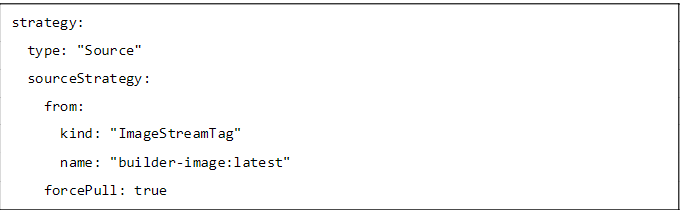 strategy:
  type: "Source"
  sourceStrategy:
    from:
      kind: "ImageStreamTag"
      name: "builder-image:latest"
    forcePull: true